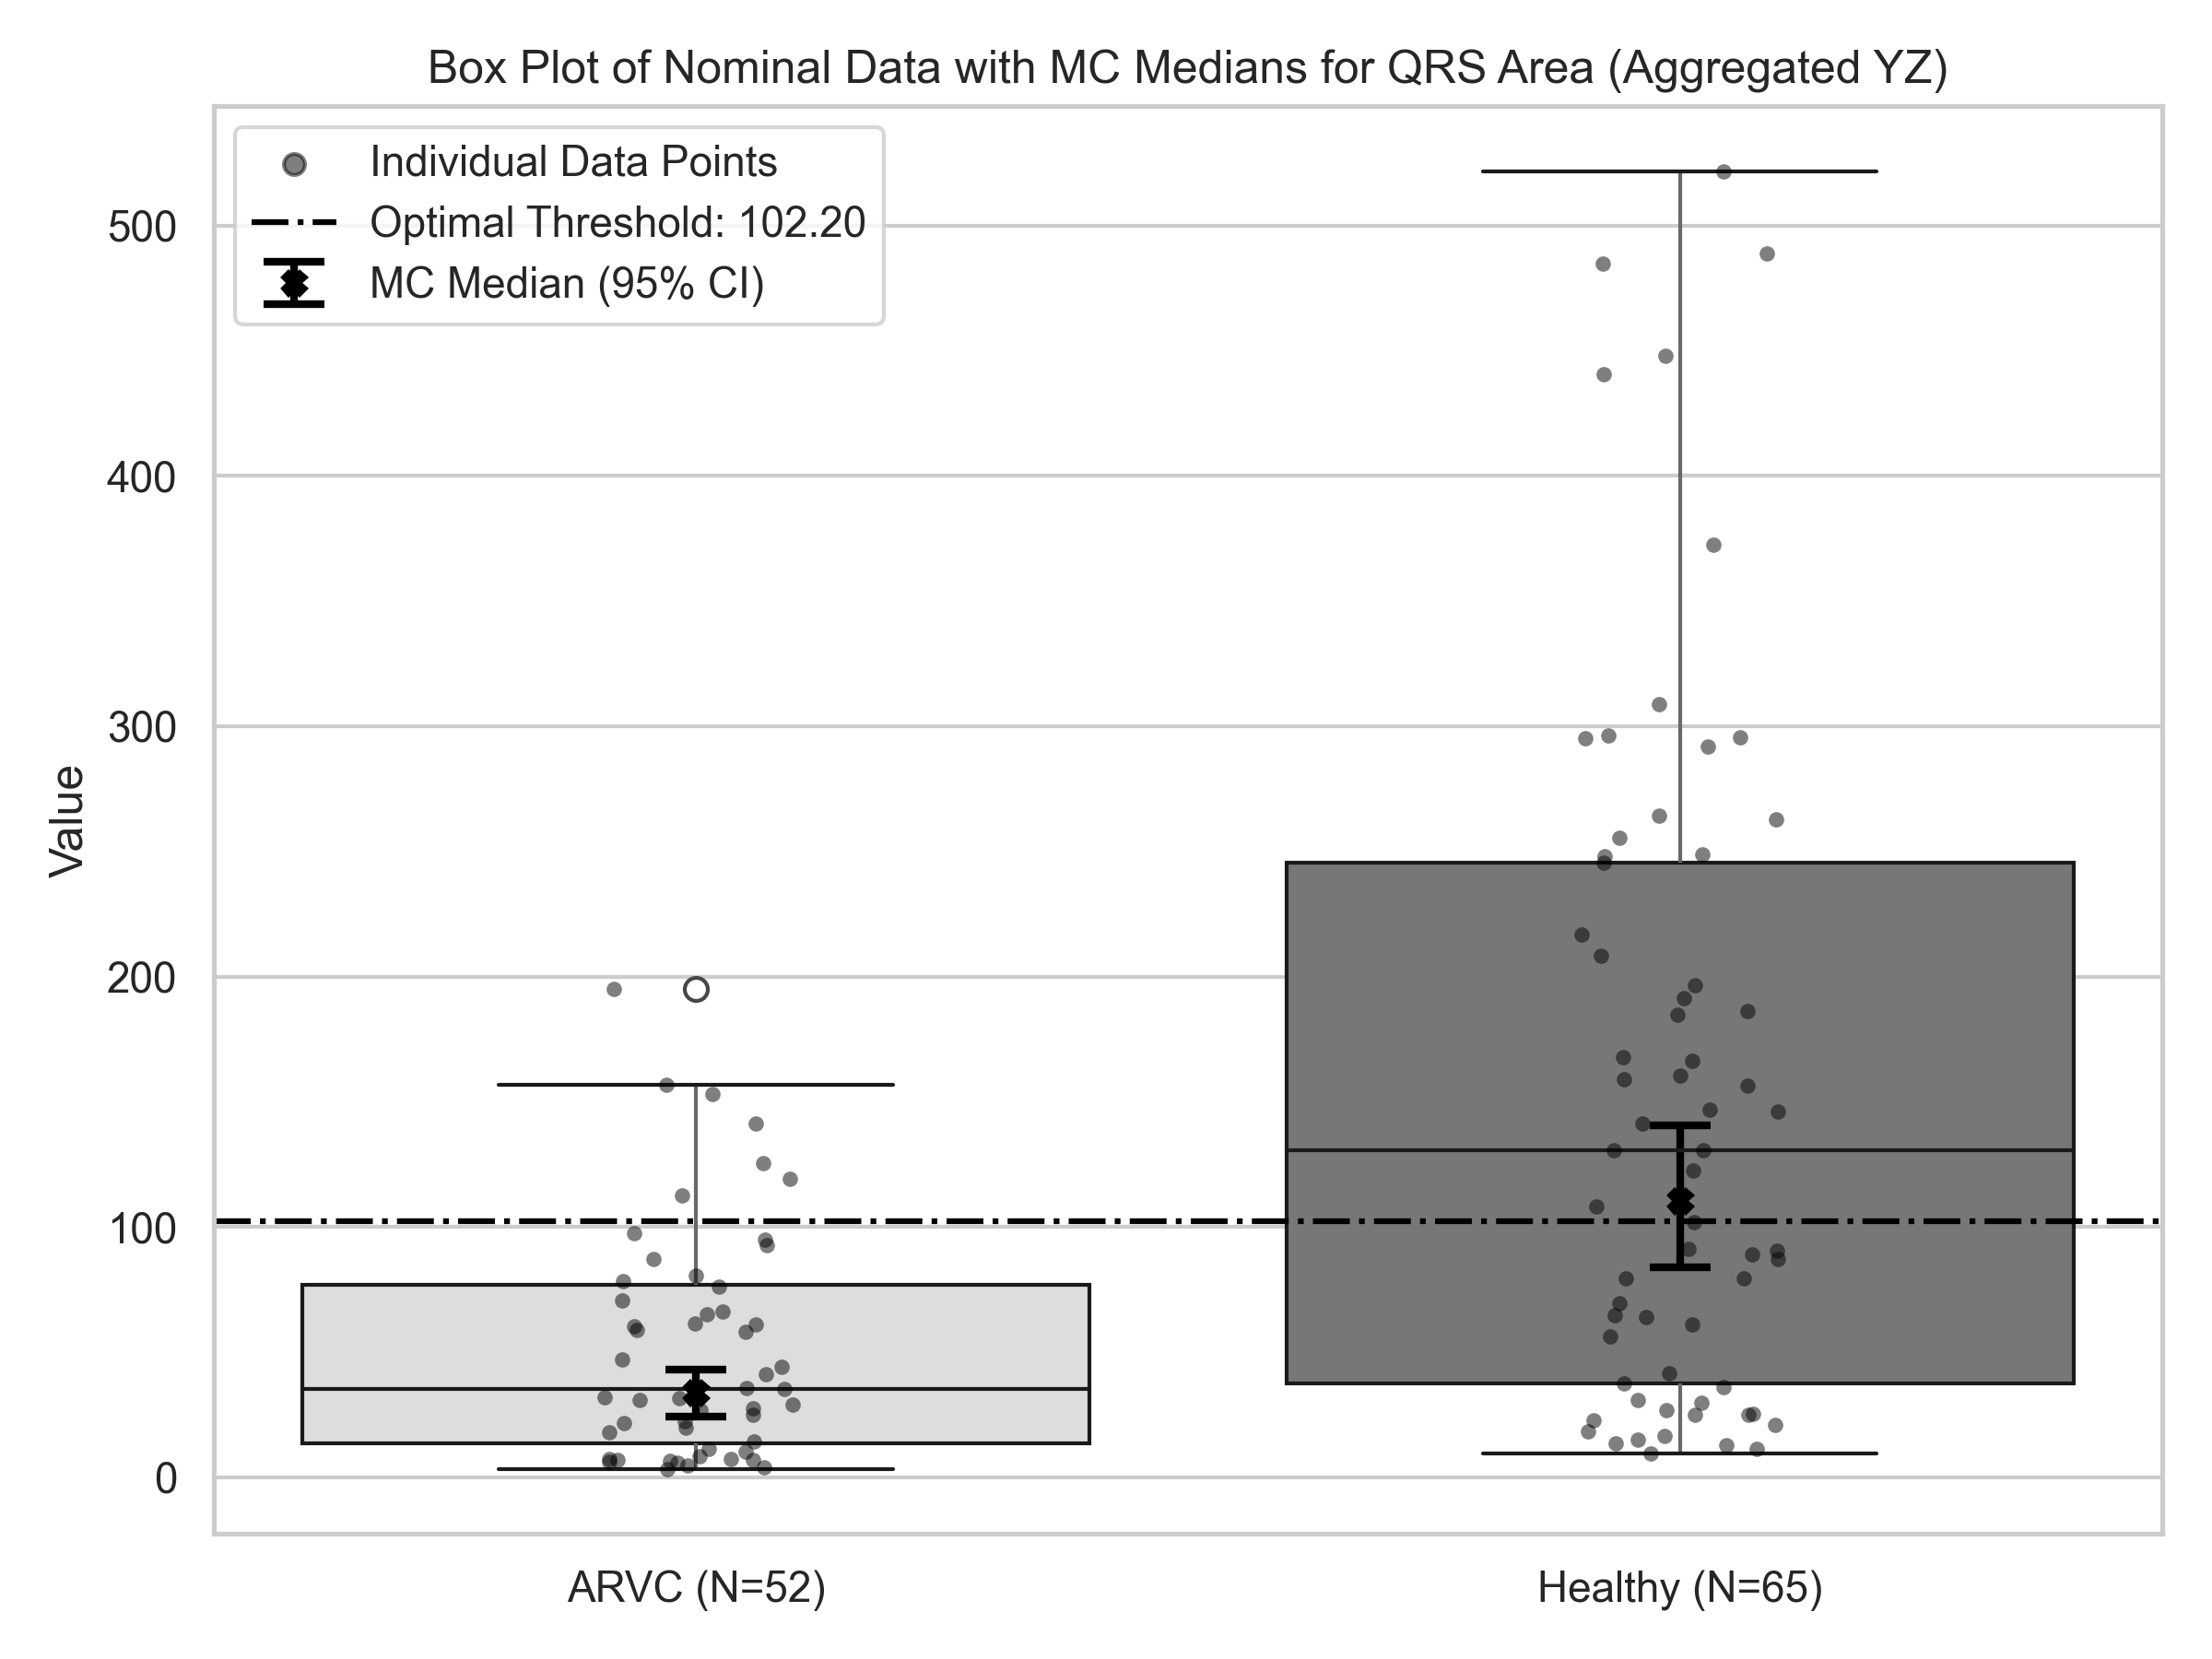 Box Plot of Nominal Data with MC Medians for QRS Area (Aggregated YZ)
Individual Data Points
Optimal Threshold: 102.20
MC Median (95% CI)
500
400
300
200
100
0
Value
ARVC (N=52)
Healthy (N=65)